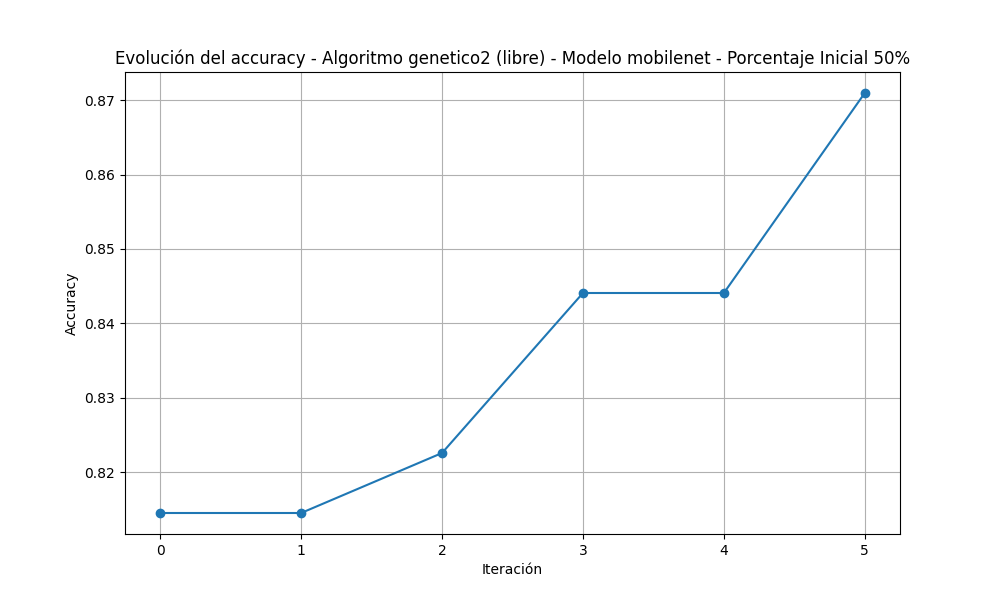 Evolución del accuracy - Algoritmo genetico2 (libre) - Modelo mobilenet - Porcentaje Inicial 50%
0.87
0.86
0.85
0.84
0.83
0.82
Accuracy
0 1 2 3 4 5
Iteración